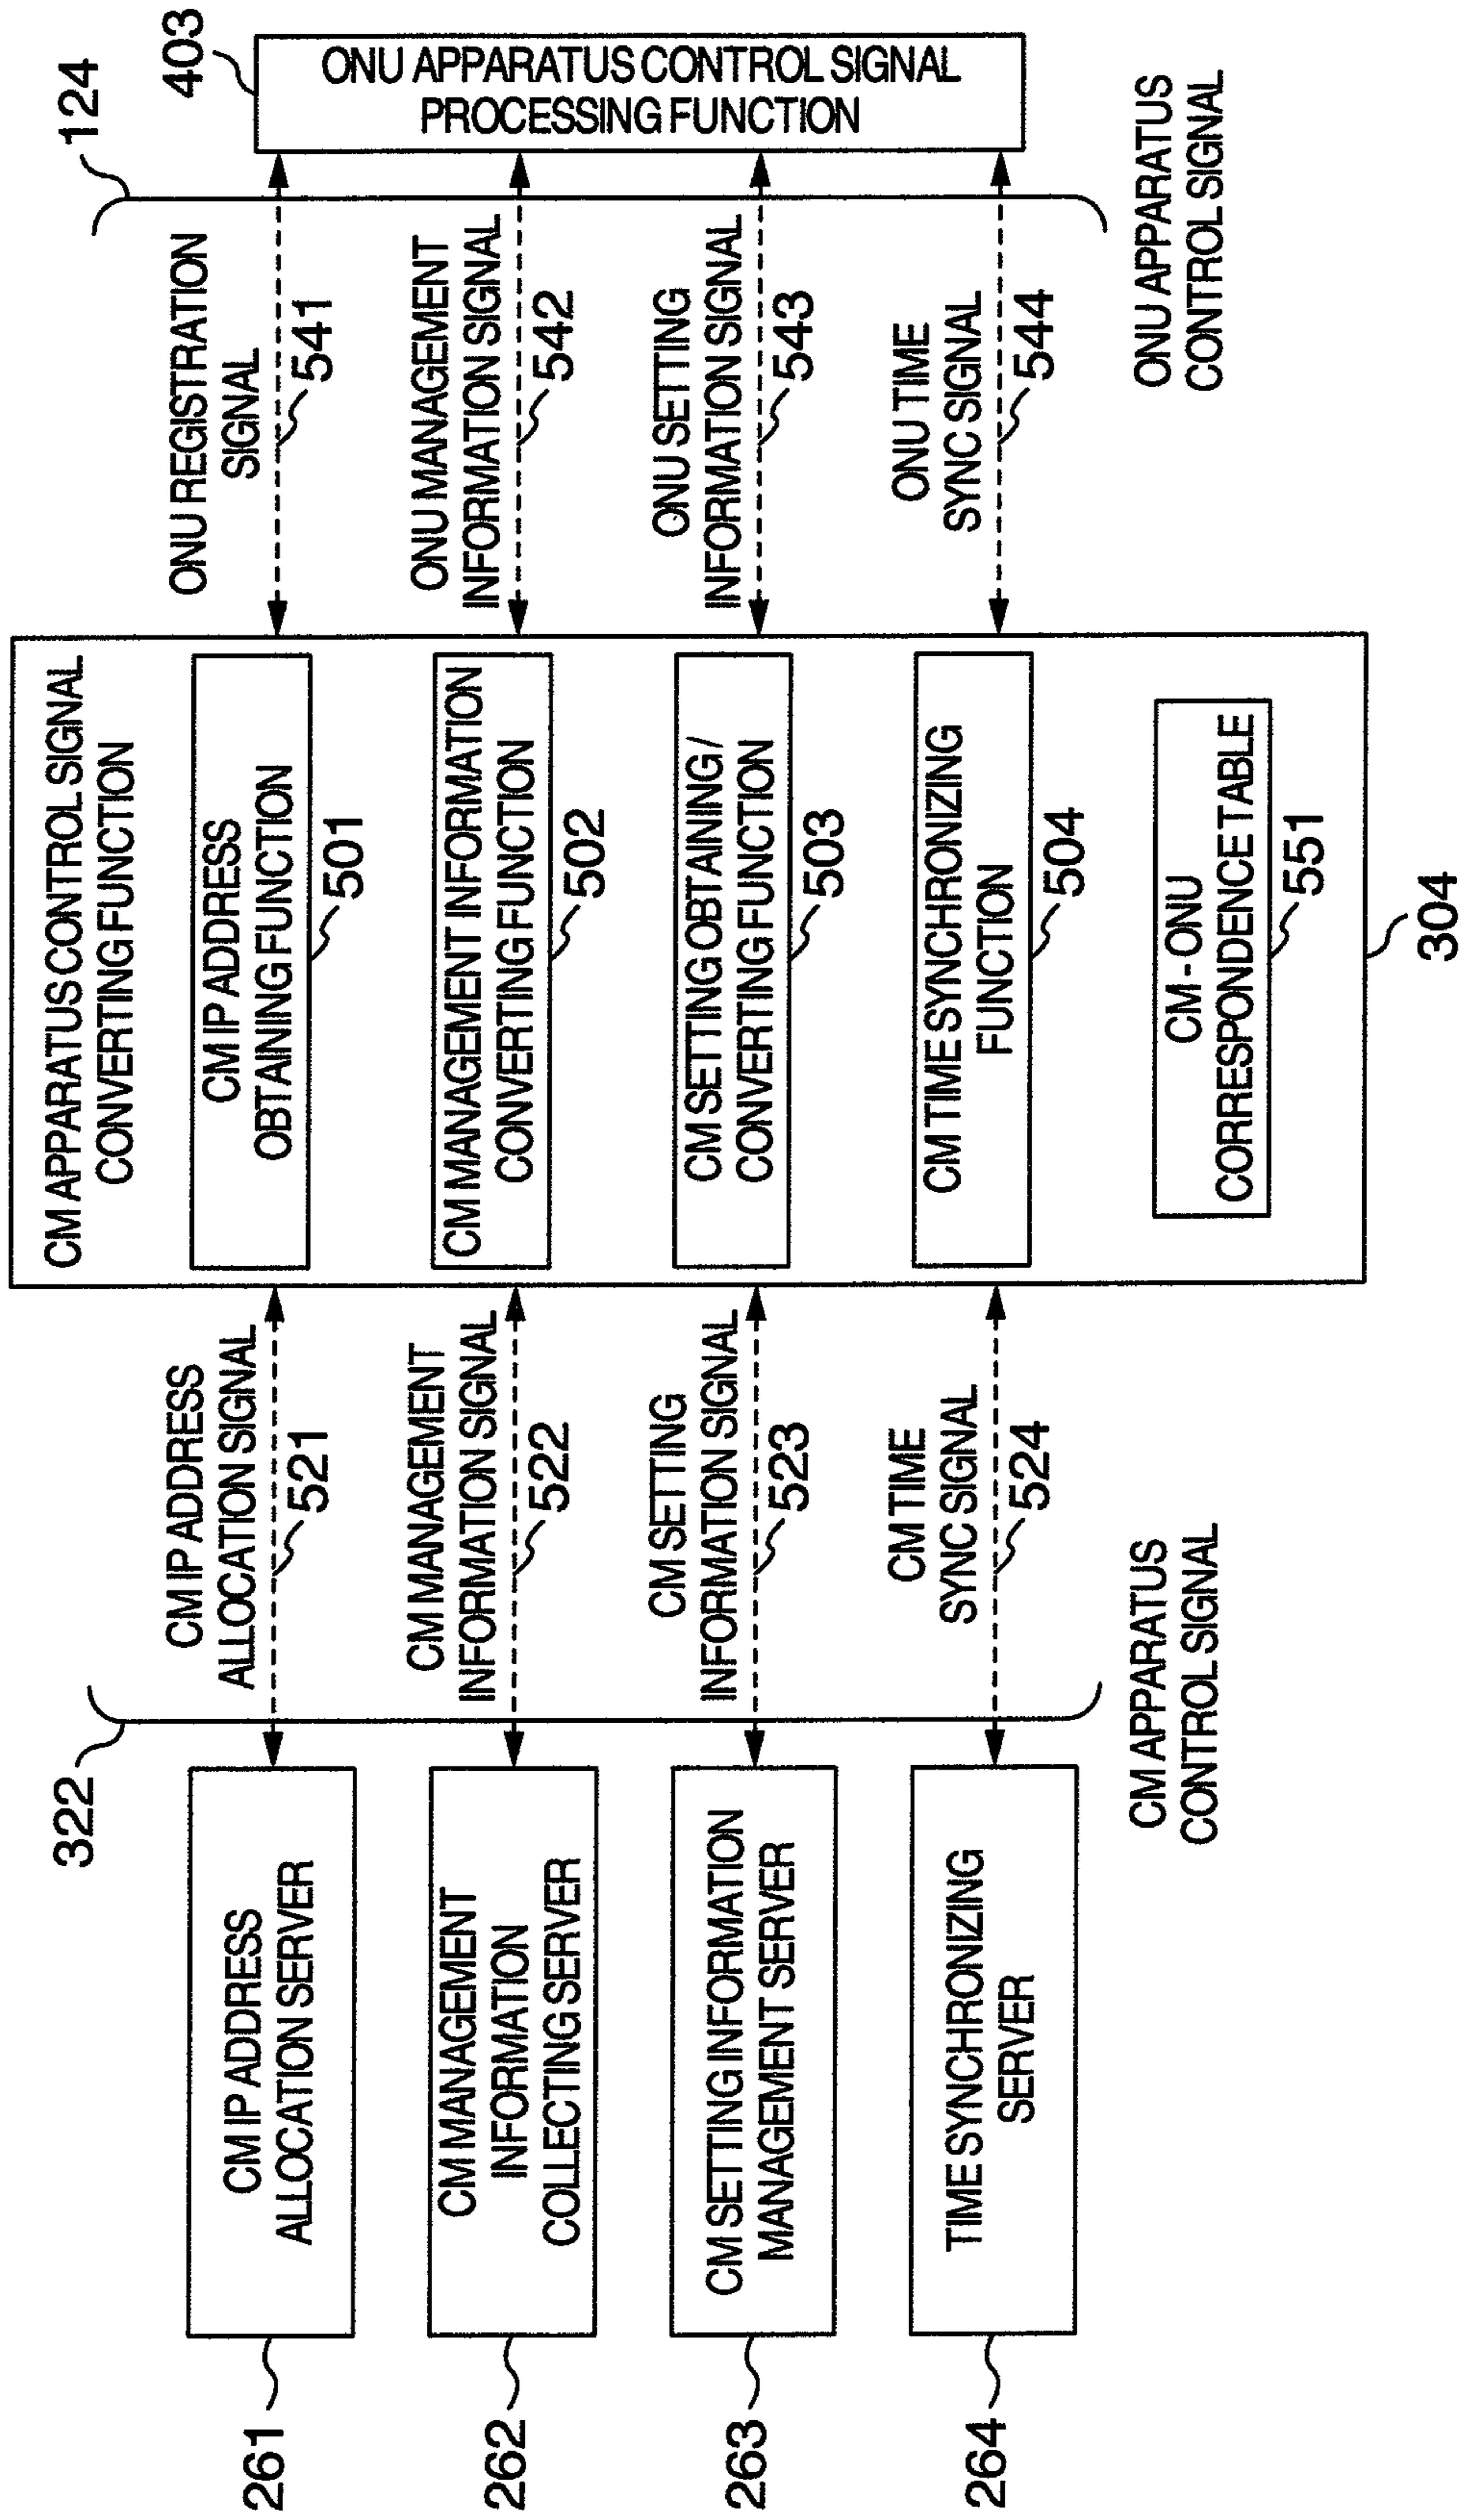 322
124
403
CM APPARATUS CONTROL SIGNAL
CONVERTING FUNCTION
ONU APPARATUS CONTROL SIGNAL
PROCESSING FUNCTION
261
CM IP ADDRESS
ALLOCATION SERVER
CM IP ADDRESS
ALLOCATION SIGNAL
521
CM IP ADDRESS
OBTAINING FUNCTION
501
ONU REGISTRATION
SIGNAL
541
262
CM MANAGEMENT
INFORMATION
COLLECTING SERVER
CM MANAGEMENT
INFORMATION SIGNAL
522
CM MANAGEMENT INFORMATION
CONVERTING FUNCTION
502
ONU MANAGEMENT
INFORMATION SIGNAL
542
263
CM SETTING INFORMATION
MANAGEMENT SERVER
CM SETTING
INFORMATION SIGNAL
523
CM SETTING OBTAINING /
CONVERTING FUNCTION
503
ONU SETTING
INFORMATION SIGNAL
543
264
TIME SYNCHRONIZING
SERVER
CM TIME
SYNC SIGNAL
524
CM TIME SYNCHRONIZING
FUNCTION
504
ONU TIME
SYNC SIGNAL
544
CM APPARATUS
CONTROL SIGNAL
CM - ONU
CORRESPONDENCE TABLE
551
304
ONU APPARATUS
CONTROL SIGNAL